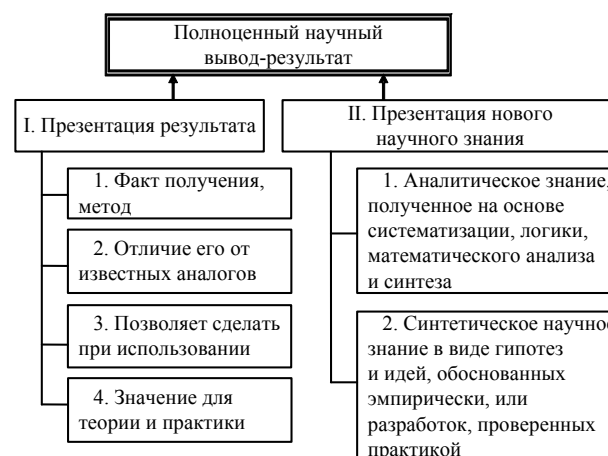 Полноценный научный
вывод-результат
I. Презентация результата
1. Факт получения,
метод
2. Отличие его от
известных аналогов
3. Позволяет сделать
при использовании
4. Значение для
теории и практики
II. Презентация нового
научного знания
1. Аналитическое знание,
полученное на основе
систематизации, логики,
математического анализа
и синтеза
2. Синтетическое научное
знание в виде гипотез
и идей, обоснованных
эмпирически, или
разработок, проверенных
практикой